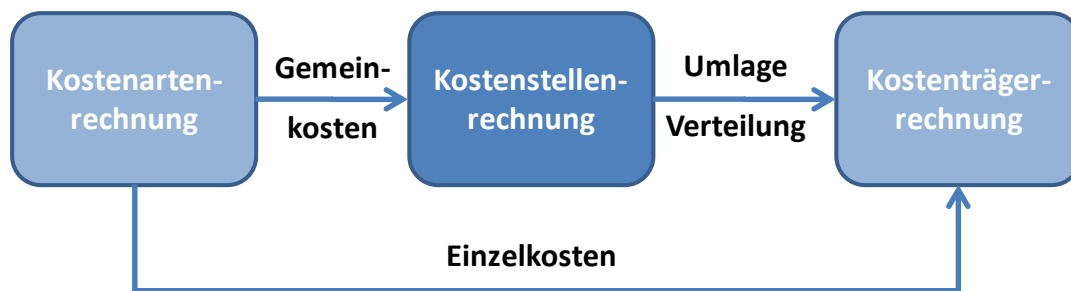 Kostenarten-
rechnung
Gemein-
kosten
Kostenstellen-
rechnung
Umlage
Verteilung
Kostenträger-
rechnung
Einzelkosten